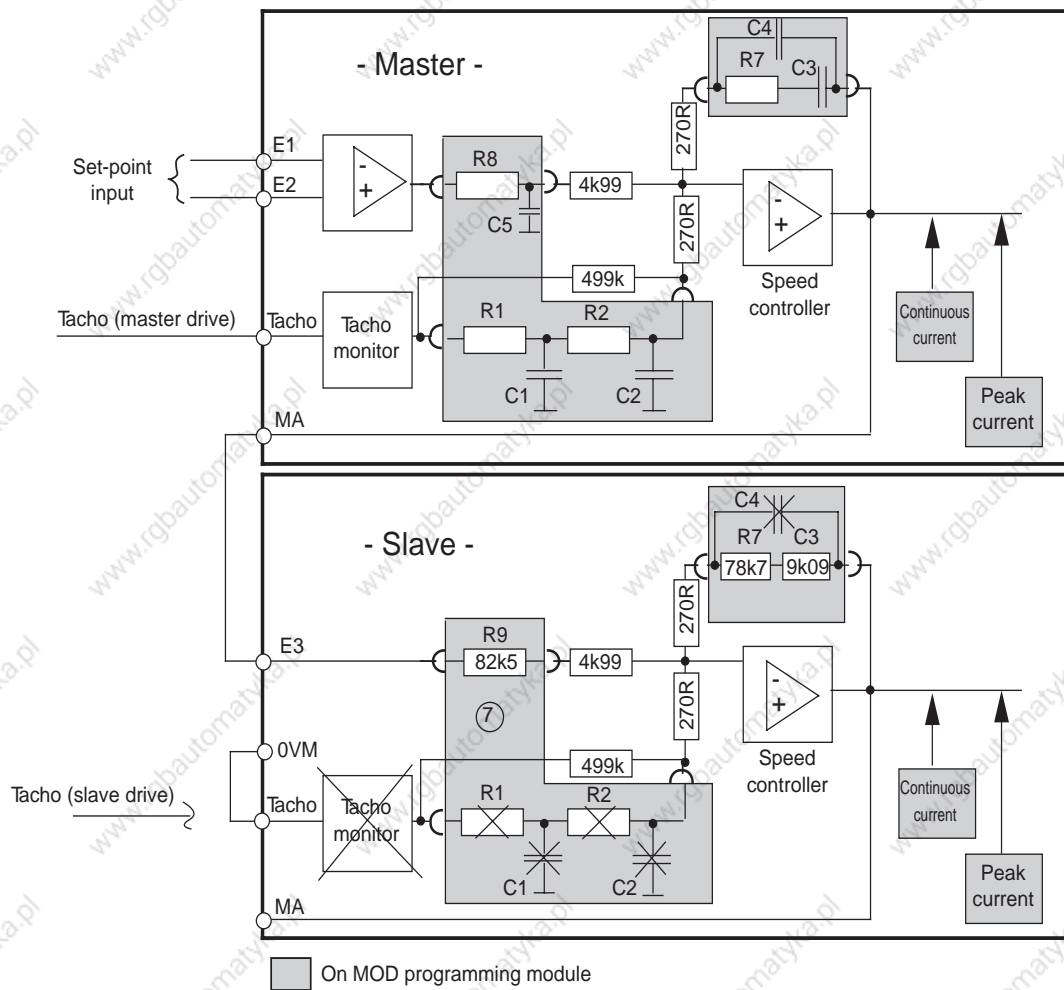 C4
- Master -
R7
C3
270R
E1
Set-point
input
E2
R8
4k99
-
+
C5
270R
-
+
499k
Speed
controller
Tacho (master drive)
Tacho
Tacho
monitor
R1
R2
Continuous
current
C1
C2
Peak
current
MA
C4
- Slave -
R7
C3
78k7
9k09
270R
E3
R9
82k5
4k99
-
+
7
270R
0VM
499k
Speed
controller
Tacho (slave drive)
Tacho
Tacho
monitor
R1
R2
Continuous
current
C1
C2
Peak
current
MA
On MOD programming module
www.rgbautomatyka.pl